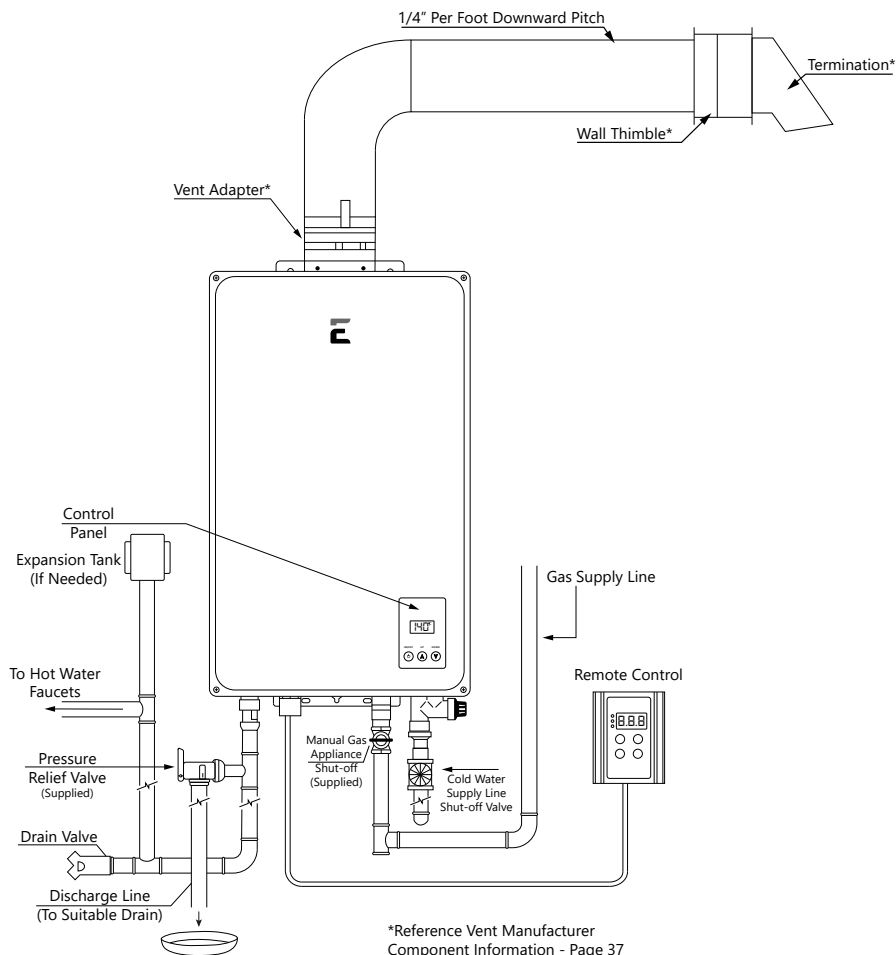 1/4" Per Foot Downward Pitch
Termination*
Wall Thimble*
Vent Adapter*
Control
Panel
Expansion Tank
(If Needed)
140°
Gas Supply Line
To Hot Water
Faucets
Remote Control
8.8.8
Manual Gas
Appliance
Shut-off
(Supplied)
Pressure
Relief Valve
(Supplied)
Cold Water
Supply Line
Shut-off Valve
Drain Valve
Discharge Line
(To Suitable Drain)
*Reference Vent Manufacturer
Component Information - Page 37